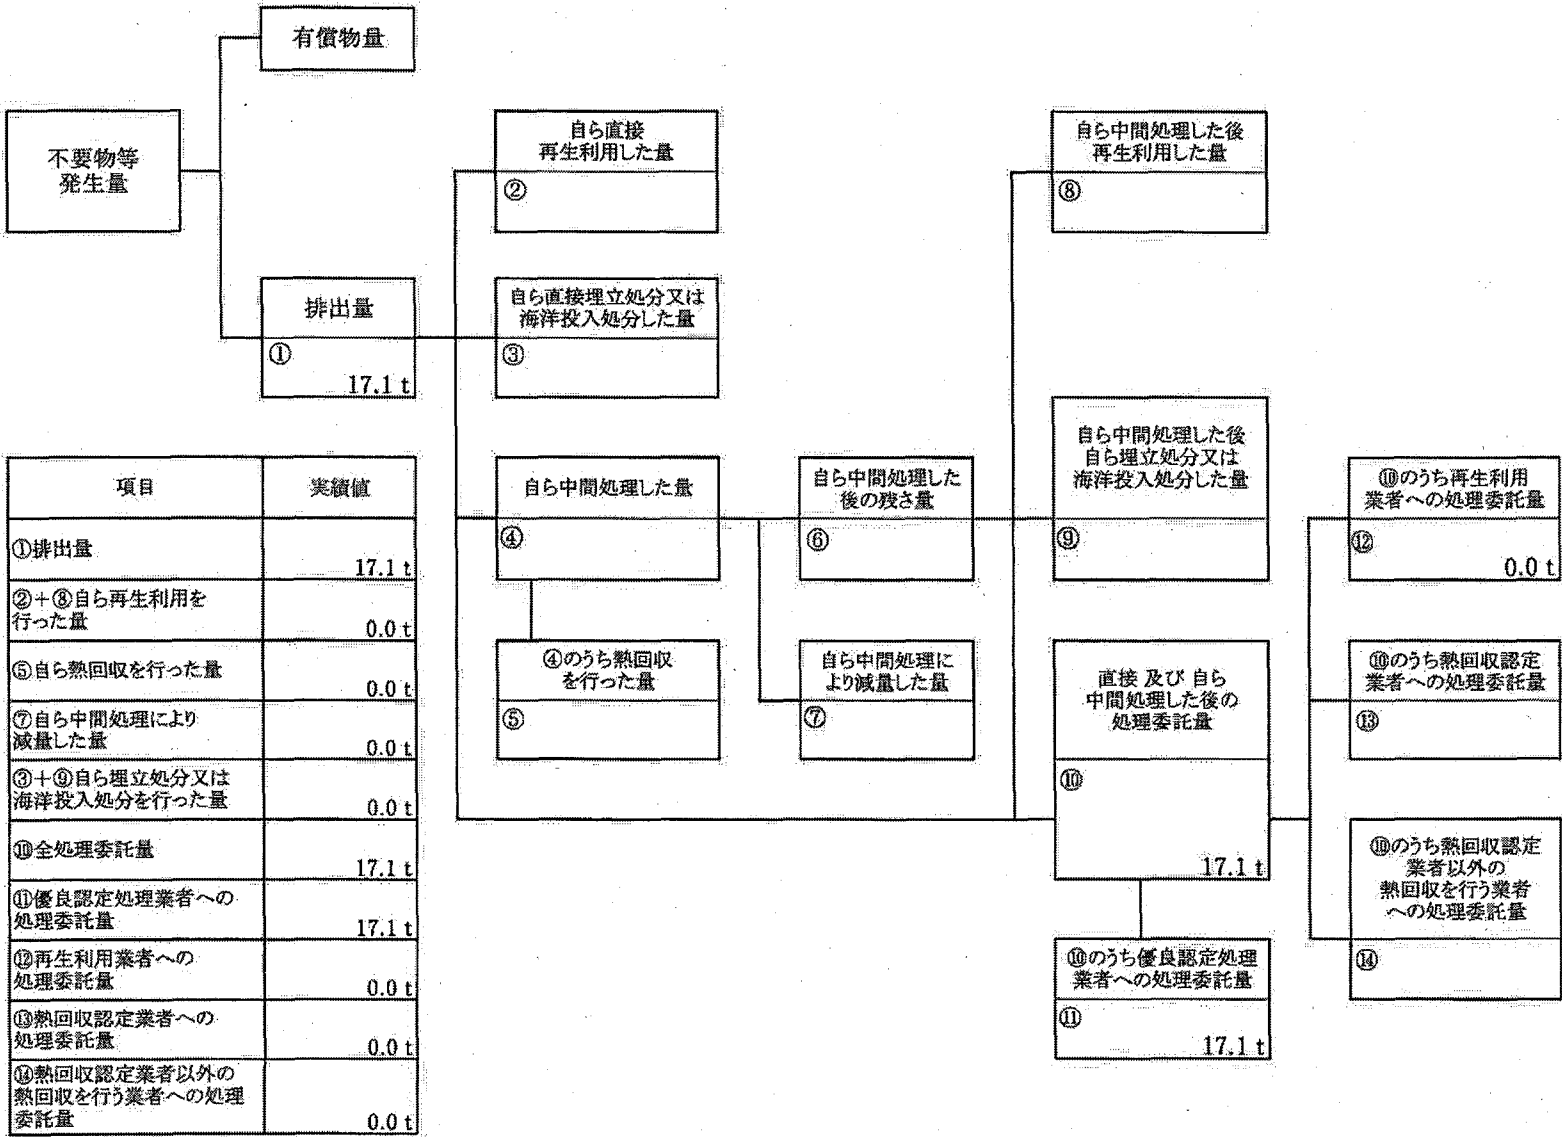 有償物量
不要物等
発生量
自ら直接
再生利用した量
②
自ら中間処理した後
再生利用した量
⑧
排出量
①
17.1 t
自ら直接埋立処分又は
海洋投入処分した量
③
自ら中間処理した量
④
自ら中間処理した
後の残さ量
⑥
自ら中間処理した後
自ら埋立処分又は
海洋投入処分した量
⑨
⑩のうち再生利用
業者への処理委託量
⑫
0.0 t
④のうち熱回収
を行った量
⑤
自ら中間処理に
より減量した量
⑦
直接 及び 自ら
中間処理した後の
処理委託量
⑩
17.1 t
⑩のうち熱回収認定
業者への処理委託量
⑬
⑩のうち熱回収認定
業者以外の
熱回収を行う業者
への処理委託量
⑭
⑩のうち優良認定処理
業者への処理委託量
⑪
17.1 t
項目 実績値
①排出量 17.1 t
②+⑧自ら再生利用を
行った量 0.0 t
⑤自ら熱回収を行った量 0.0 t
⑦自ら中間処理により
減量した量 0.0 t
③+⑨自ら埋立処分又は
海洋投入処分を行った量 0.0 t
⑩全処理委託量 17.1 t
⑪優良認定処理業者への
処理委託量 17.1 t
⑫再生利用業者への
処理委託量 0.0 t
⑬熱回収認定業者への
処理委託量 0.0 t
⑭熱回収認定業者以外の
熱回収を行う業者への処理
委託量 0.0 t